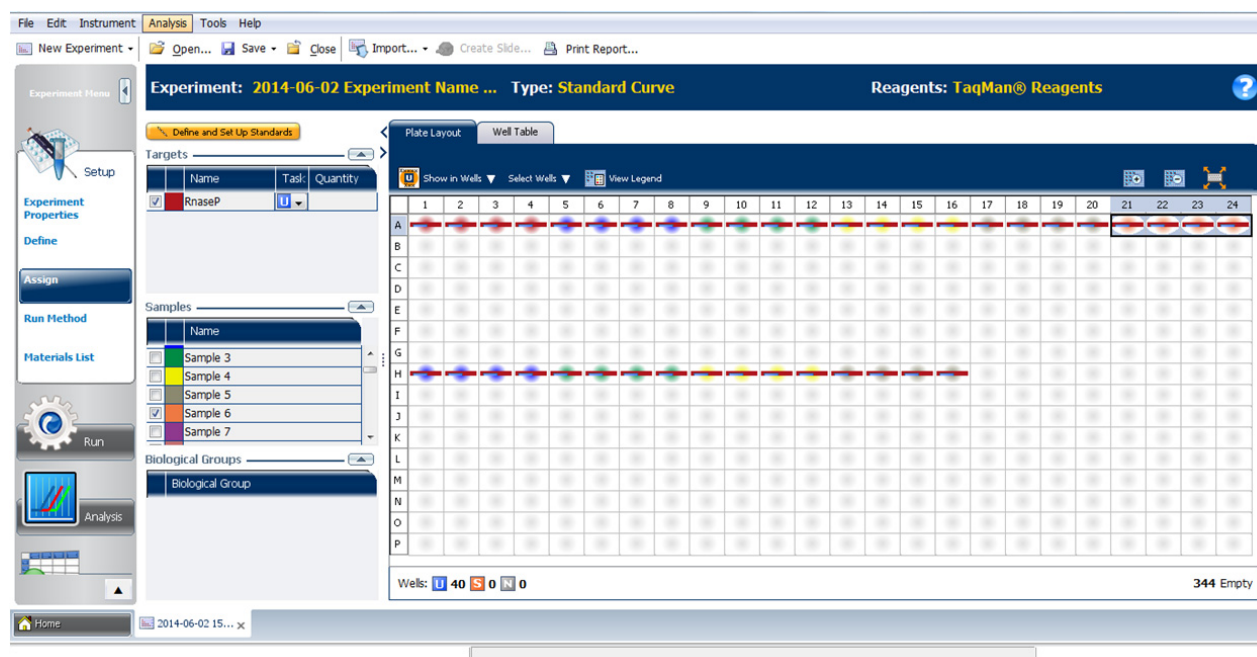 File Edit Instrument Analysis Tools Help
New Experiment Open... Save Close Import... Create Slide... Print Report...
Experiment Menu
Experiment: 2014-06-02 Experiment Name ... Type: Standard Curve Reagents: TaqMan® Reagents ?
Define and Set Up Standards
Plate Layout Well Table
Targets
Setup
Name Task Quantity
RnaseP U
U Show in Wells Select Wells View Legend
Experiment
Properties
Define
Assign
Run Method
Materials List
Samples
Name
Sample 3
Sample 4
Sample 5
Sample 6
Sample 7
Run
Biological Groups
Biological Group
Analysis
1 2 3 4 5 6 7 8 9 10 11 12 13 14 15 16 17 18 19 20 21 22 23 24
A
B
C
D
E
F
G
H
I
J
K
L
M
N
O
P
Wells: U 40 S 0 N 0 344 Empty
Home 2014-06-02 15... x